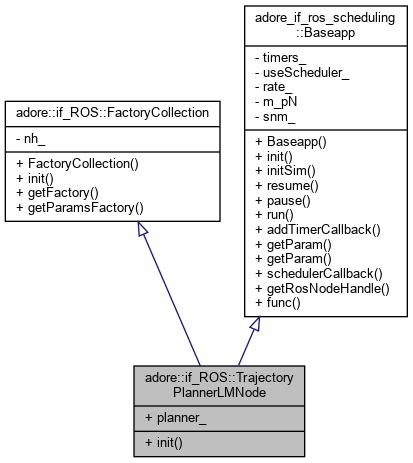 adore_if_ros_scheduling
::Baseapp
- timers_
- useScheduler_
- rate_
- m_pN
- snm_
+ Baseapp()
+ init()
+ initSim()
+ resume()
+ pause()
+ run()
+ addTimerCallback()
+ getParam()
+ getParam()
+ schedulerCallback()
+ getRosNodeHandle()
+ func()
adore::if_ROS::FactoryCollection
- nh_
+ FactoryCollection()
+ init()
+ getFactory()
+ getParamsFactory()
adore::if_ROS::Trajectory
PlannerLMNode
+ planner_
+ init()